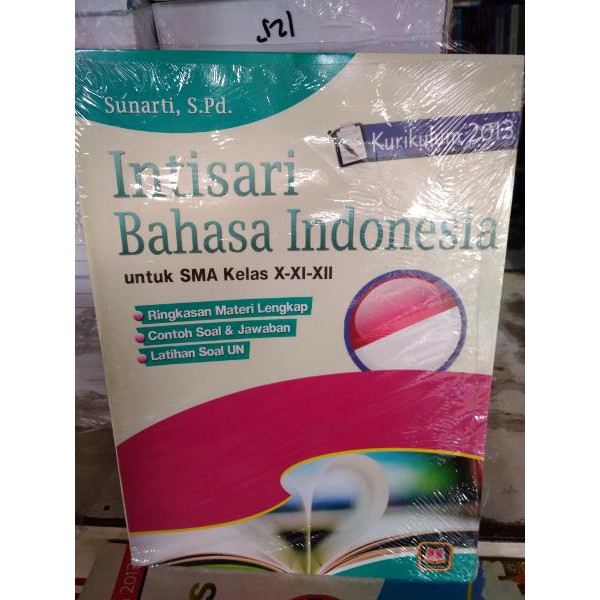 Sunarti, S.Pd.
Kurikulum 2013
Intisari
Bahasa Indonesia
untuk SMA Kelas X-XI-XII
Ringkasan Materi Lengkap
Contoh Soal & Jawaban
Latihan Soal UN
2013
S